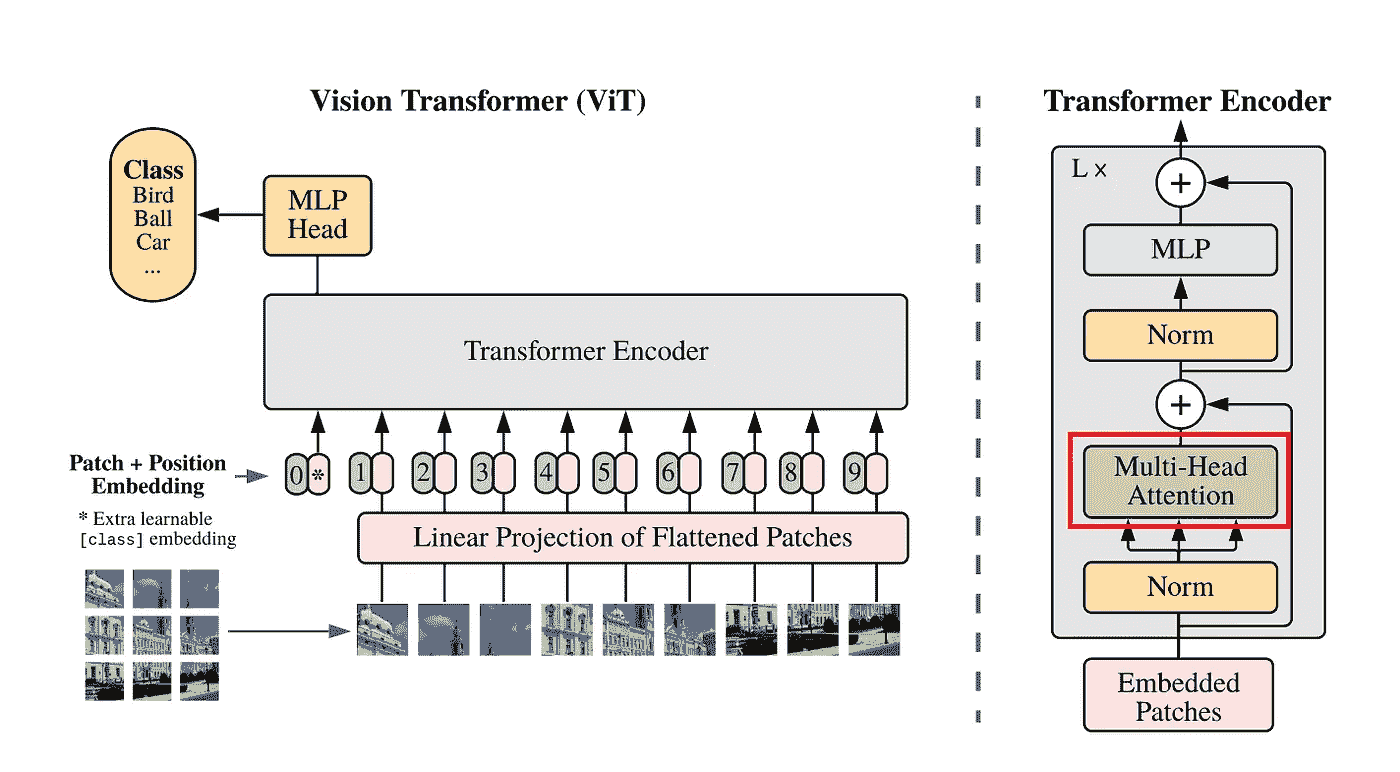 Vision Transformer (ViT)
Class
Bird
Ball
Car
...
MLP
Head
Transformer Encoder
Patch + Position
Embedding
0 * 1 2 3 4 5 6 7 8 9
* Extra learnable
[class] embedding
Linear Projection of Flattened Patches
Transformer Encoder
L ×
+
MLP
Norm
+
Multi-Head
Attention
Norm
Embedded
Patches